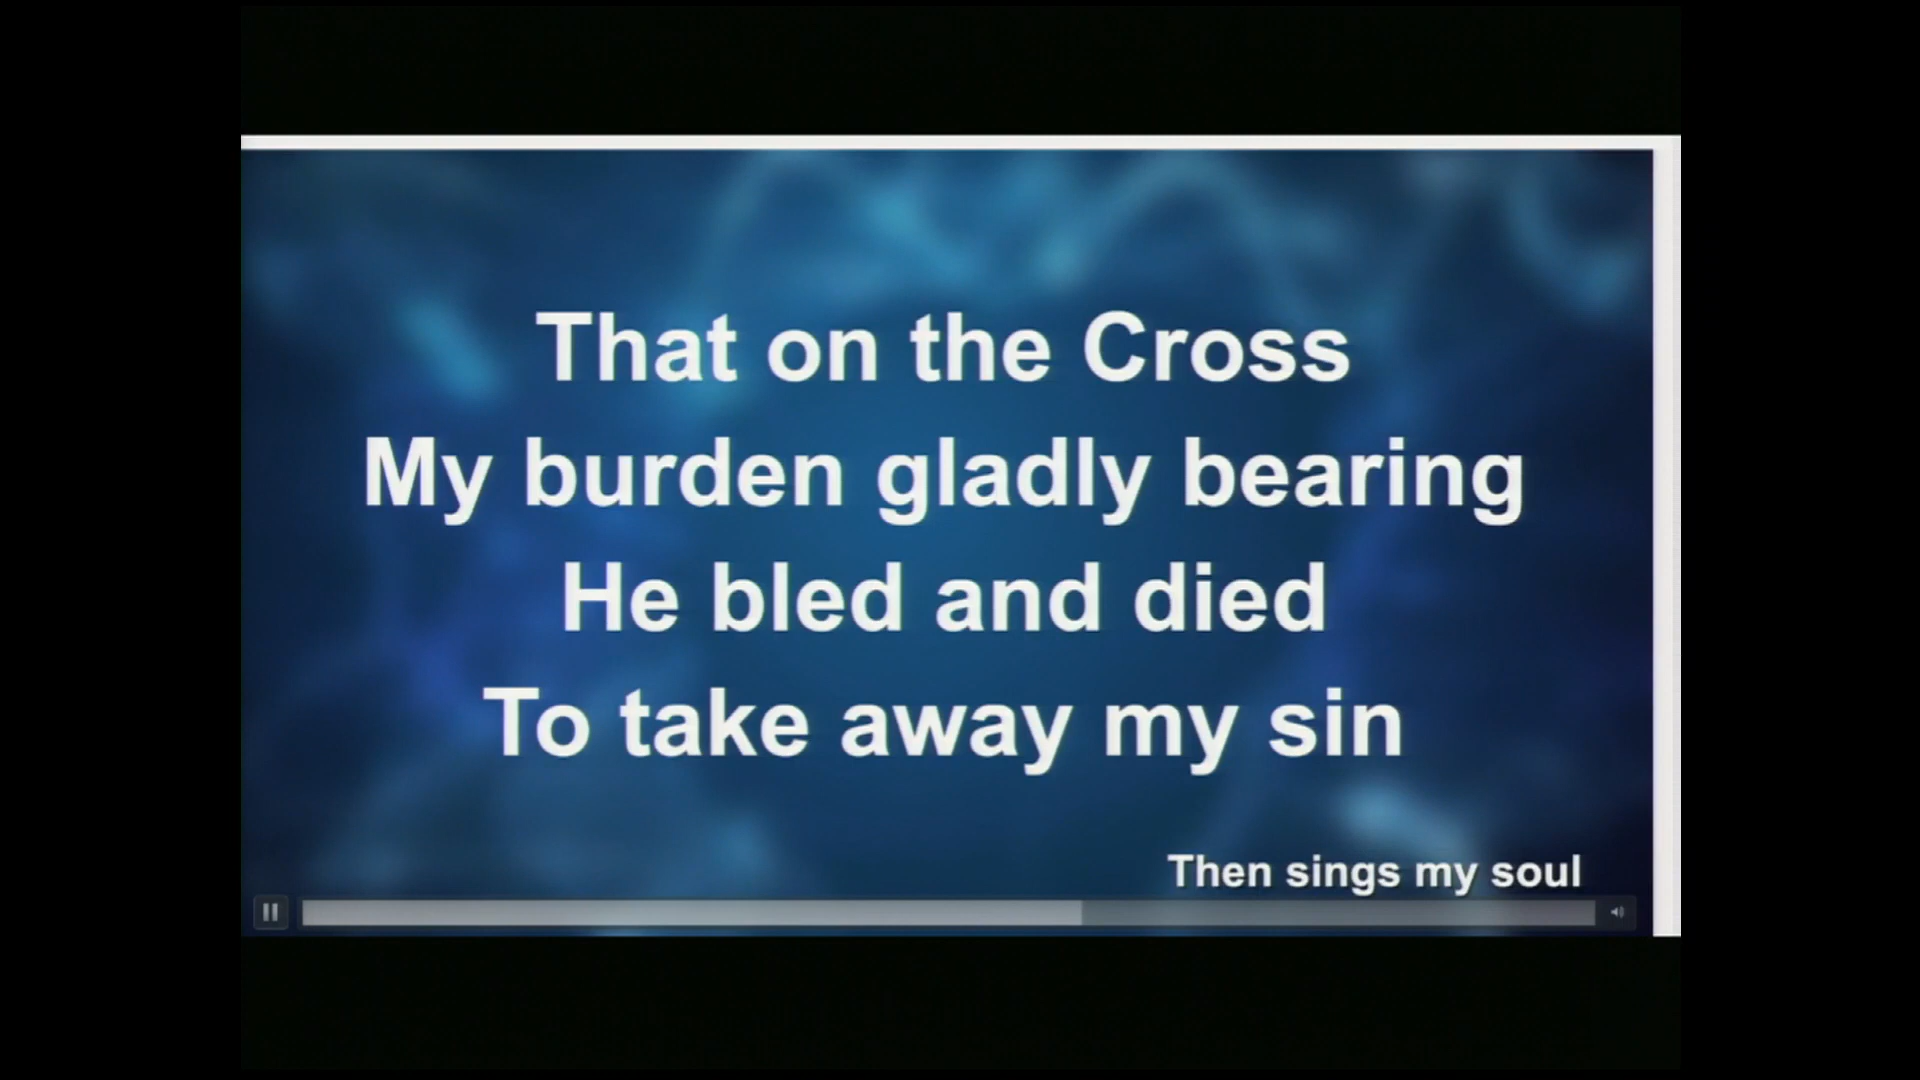 That on the Cross
My burden gladly bearing
He bled and died
To take away my sin
Then sings my soul